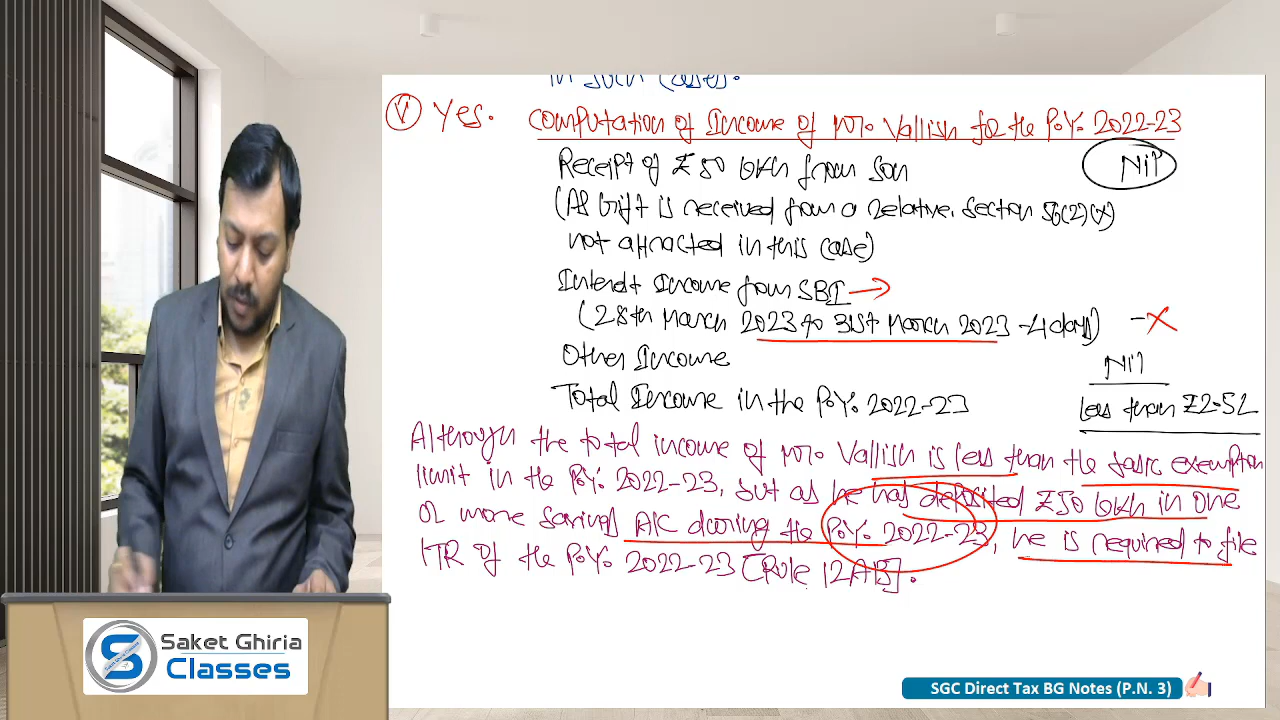 in such cases.
V Yes. Computation of Income of Mr. Vallish for the P.Y. 2022-23
Receipt of ₹ 50 lakh from son Nil
(As Gift is received from a relative. Section 56(2)(x)
not attracted in this case)
Interest Income from SBI →
(28th March 2023 to 31st March 2023 - 4 days) - X
Other Income Nil
Total Income in the P.Y. 2022-23 less than ₹2.5L
Although the total income of Mr. Vallish is less than the basic exemption
limit in the P.Y. 2022-23, but as he has deposited ₹50 lakh in one
or more savings A/C during the P.Y. 2022-23, he is required to file
ITR of the P.Y. 2022-23 [Rule 12AB].
Saket Ghiria
Classes
SGC Direct Tax BG Notes (P.N. 3)